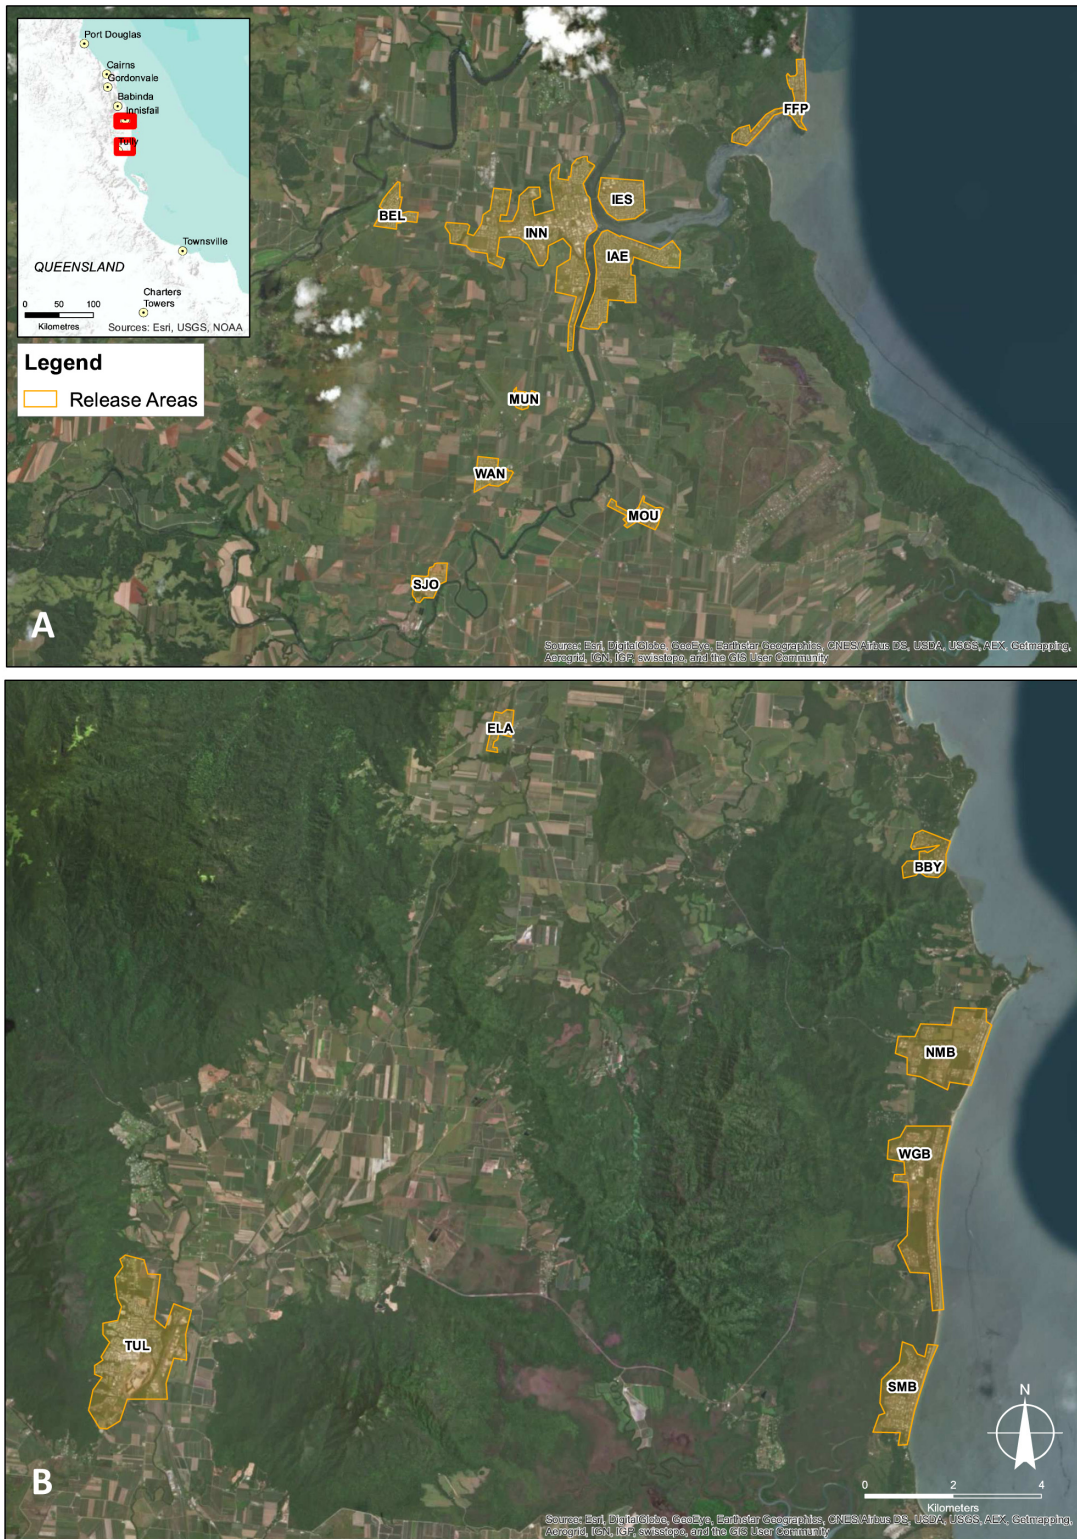 Port Douglas
Cairns
Gordonvale
Babinda
Innisfail
Tully
Townsville
QUEENSLAND
Charters
Towers
0 50 100
Kilometres
Sources: Esri, USGS, NOAA
Legend
Release Areas
FFP
IES
BEL
INN
IAE
MUN
WAN
MOU
SJO
A
Source: Esri, DigitalGlobe, GeoEye, Earthstar Geographics, CNES/Airbus DS, USDA, USGS, AEX, Getmapping,
Aerogrid, IGN, IGP, swisstopo, and the GIS User Community
ELA
BBY
NMB
WGB
TUL
SMB
N
B
0 2 4
Kilometers
Source: Esri, DigitalGlobe, GeoEye, Earthstar Geographics, CNES/Airbus DS, USDA, USGS, AEX, Getmapping,
Aerogrid, IGN, IGP, swisstopo, and the GIS User Community